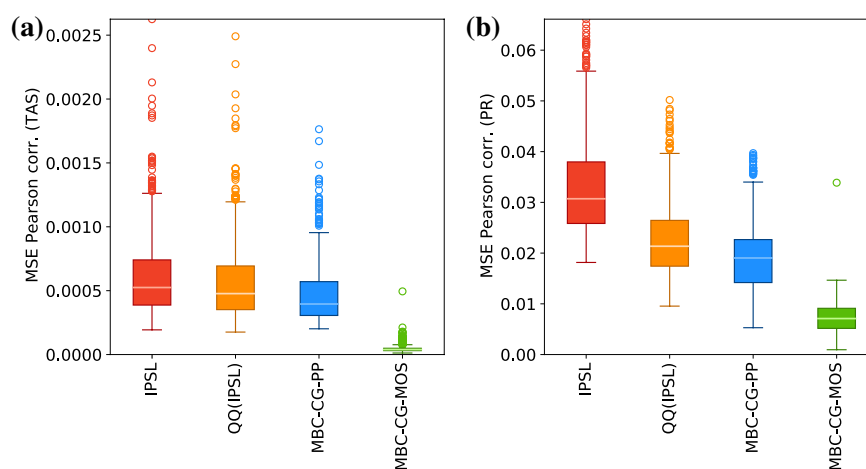 (a)
MSE Pearson corr. (TAS)
0.0025
0.0020
0.0015
0.0010
0.0005
0.0000
IPSL
QQ(IPSL)
MBC-CG-PP
MBC-CG-MOS
(b)
MSE Pearson corr. (PR)
0.06
0.05
0.04
0.03
0.02
0.01
0.00
IPSL
QQ(IPSL)
MBC-CG-PP
MBC-CG-MOS